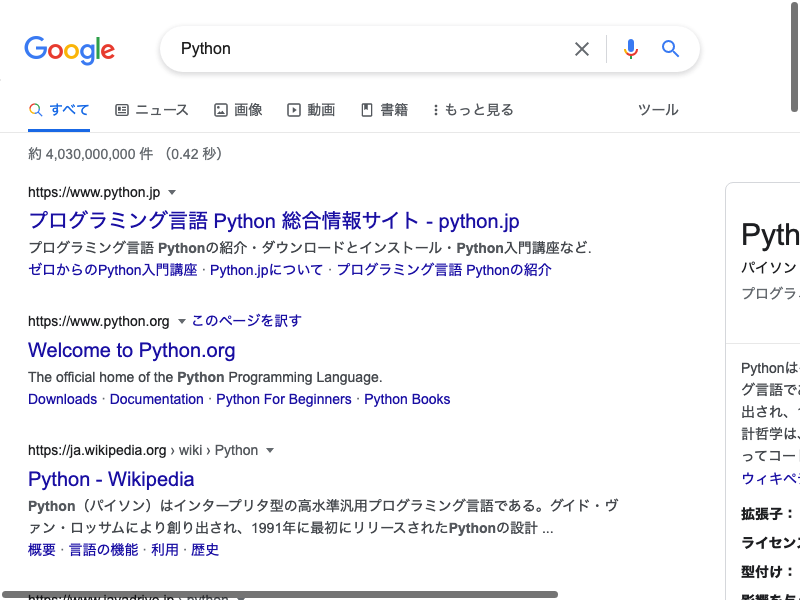 Google
Python
すべて
ニュース
画像
動画
書籍
もっと見る
ツール
約 4,030,000,000 件 （0.42 秒）
https://www.python.jp
プログラミング言語 Python 総合情報サイト - python.jp
プログラミング言語 Pythonの紹介・ダウンロードとインストール・Python入門講座など.
ゼロからのPython入門講座 · Python.jpについて · プログラミング言語 Pythonの紹介
https://www.python.org このページを訳す
Welcome to Python.org
The official home of the Python Programming Language.
Downloads · Documentation · Python For Beginners · Python Books
https://ja.wikipedia.org › wiki › Python
Python - Wikipedia
Python（パイソン）はインタープリタ型の高水準汎用プログラミング言語である。グイド・ヴ
ァン・ロッサムにより創り出され、1991年に最初にリリースされたPythonの設計 ...
概要 · 言語の機能 · 利用 · 歴史
https://www.javadrive.jp › python
Pyth
パイソン
プログラ
Pythonは
グ言語で
出され、
計哲学は、
ってコー
ウィキペ
拡張子：
ライセン
型付け：